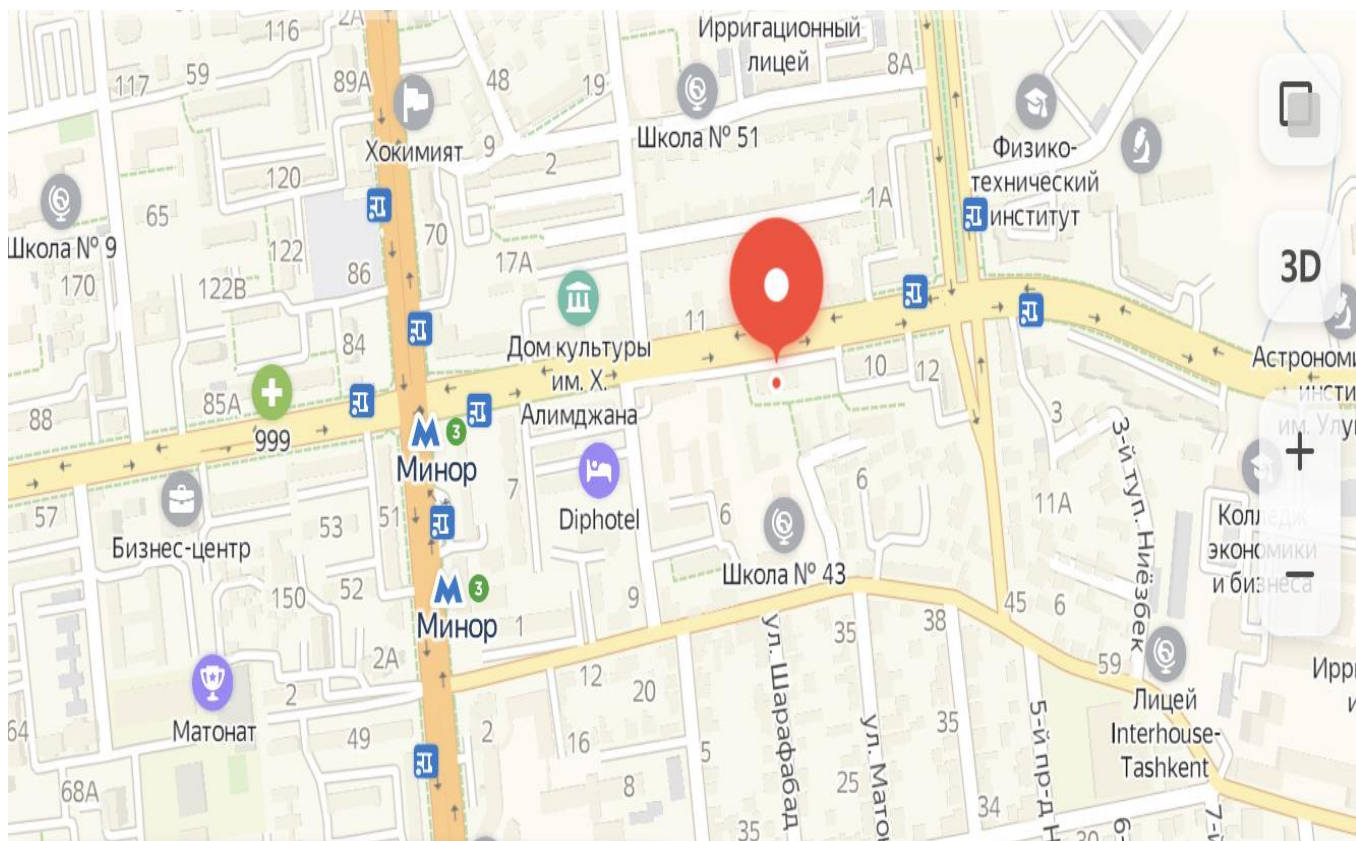 2А
116
Ирригационный
лицей
117
59
89А
48
19
8А
Школа № 51
Хокимият
9
2
Физико-
технический
институт
120
65
1А
Школа № 9
122
70
17А
3D
170
86
122В
11
84
Дом культуры
им. Х.
Алимджана
10
12
Астрономи
инсти
им. Улу
85А
88
999
3
М 3
Минор
+
3-й туп. Ниёзбек
7
Diphotel
6
6
11А
57
53
51
Бизнес-центр
Школа № 43
Колледж
экономики
и бизнеса
−
150
52
М 3
Минор
1
9
45
6
2А
35
38
59
12
20
2
Ирр
Матонат
49
2
16
5
ул. Шарафабад
ул. Мато
35
5-й пр-д Н
Лицей
Interhouse-
Tashkent
64
68А
8
25
34
35
30
6-
7-й